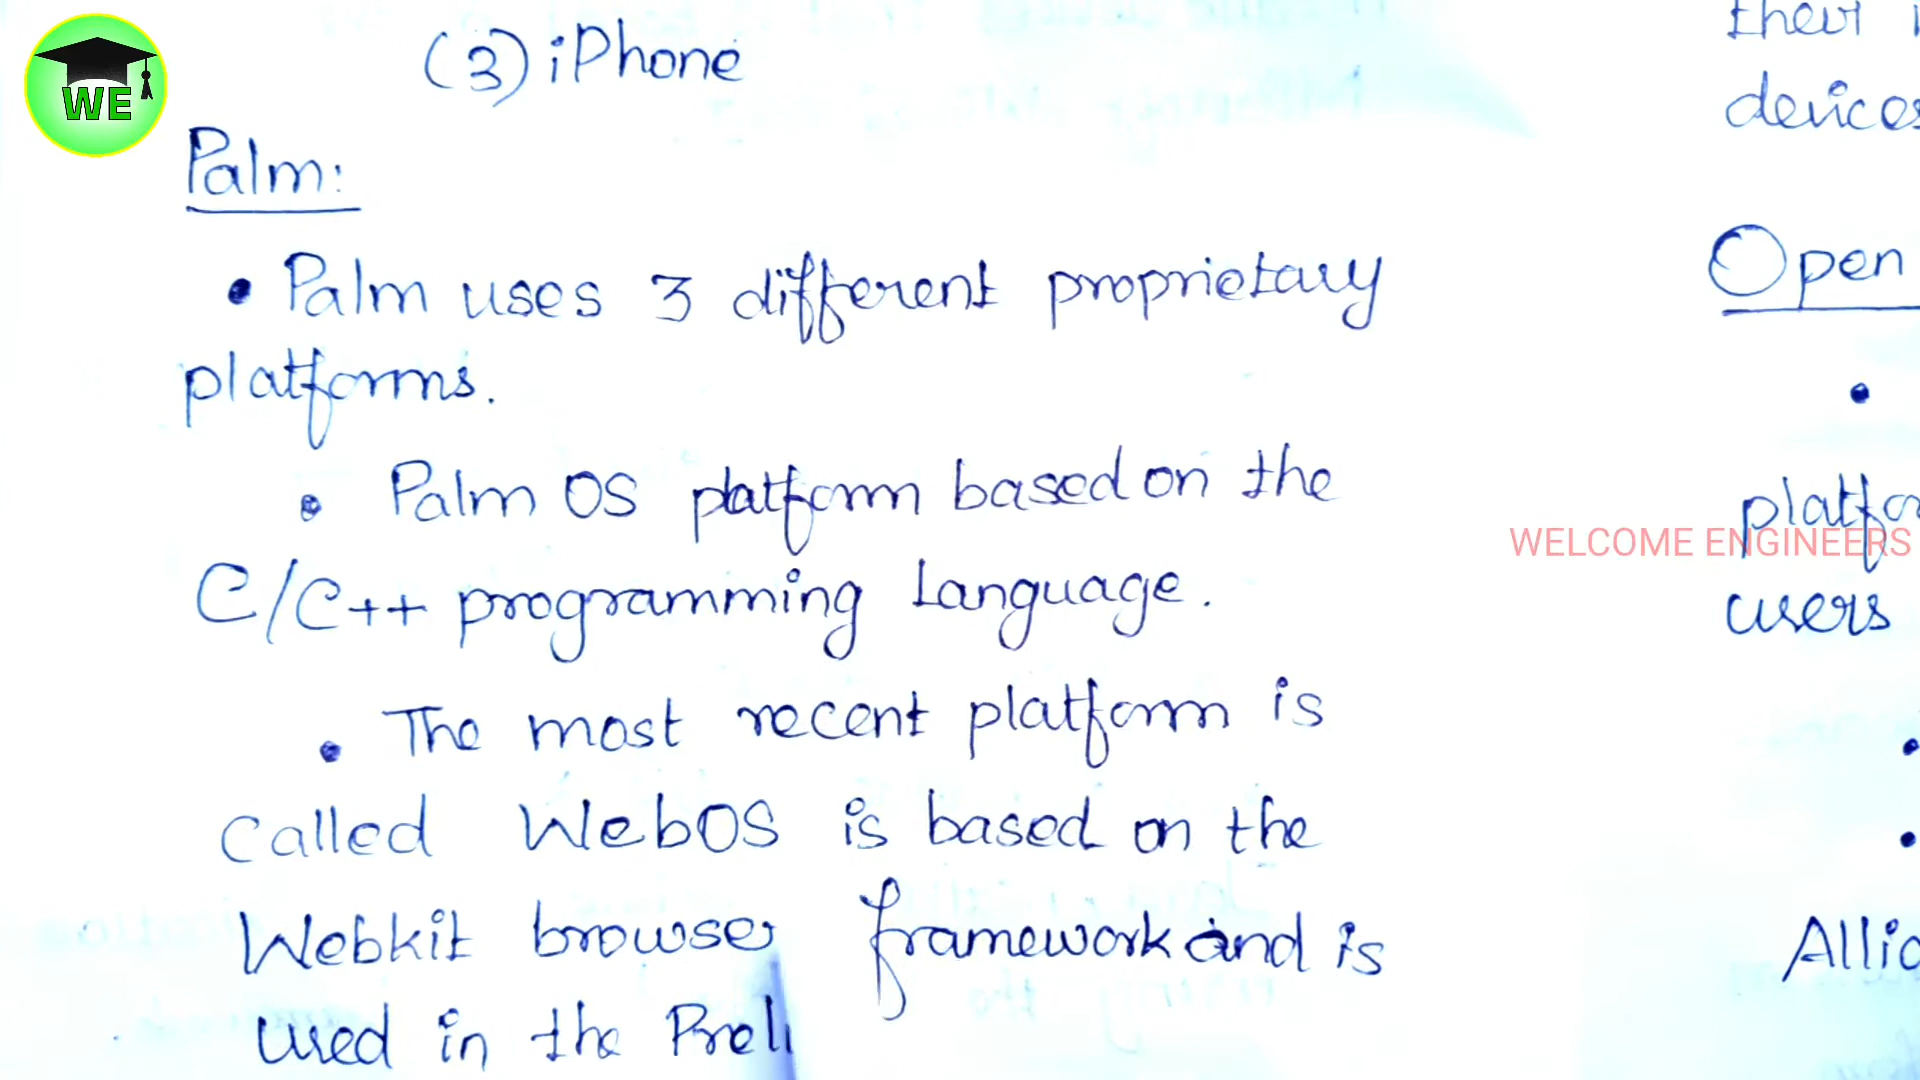 WE
(3) iPhone
Palm:
• Palm uses 3 different proprietary
platforms.
• Palm OS platform based on the
C/C++ programming Language.
• The most recent platform is
Called WebOS is based on the
Webkit browser framework and is
used in the
their
devices
Open
•
WELCOME ENGINEERS
users
•
•